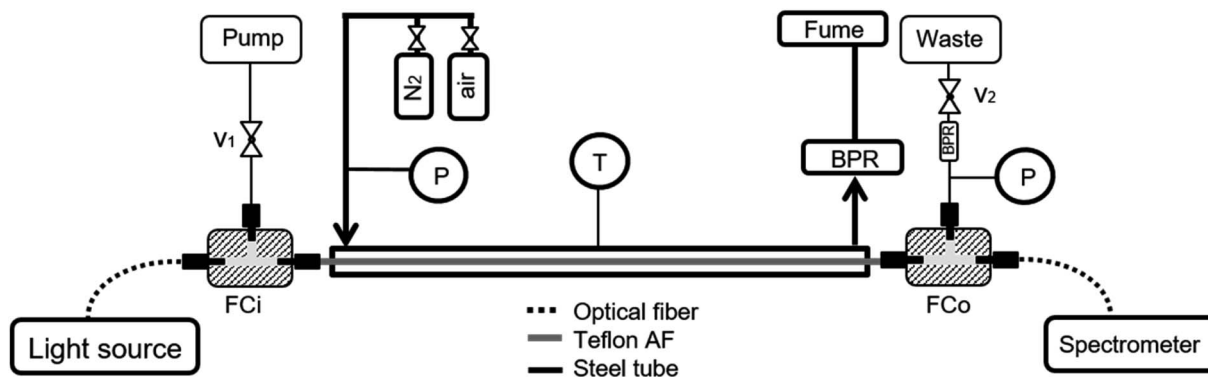 Pump
N2
air
Fume
Waste
V1
V2
BPR
P
T
BPR
P
FCi
FCo
Light source
Optical fiber
Teflon AF
Steel tube
Spectrometer